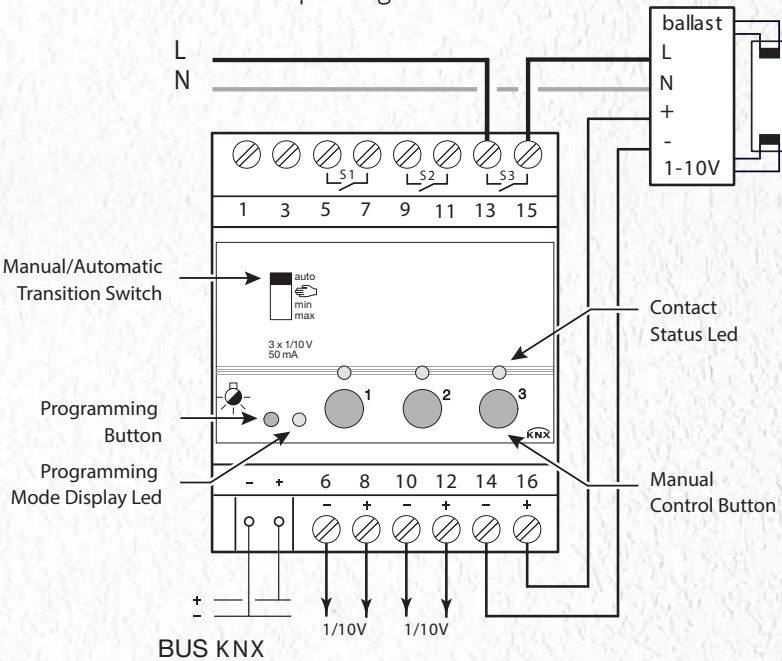 ballast
L
L
N
N
+
-
1-10V
S1
S2
S3
1 3 5 7 9 11 13 15
Manual/Automatic
Transition Switch
auto
min
max
3 x 1/10 V
50 mA
Contact
Status Led
1
2
3
KNX
Programming
Button
Programming
Mode Display Led
Manual
Control Button
- + 6 8 10 12 14 16
- + - + - +
+
-
1/10V
1/10V
BUS KNX